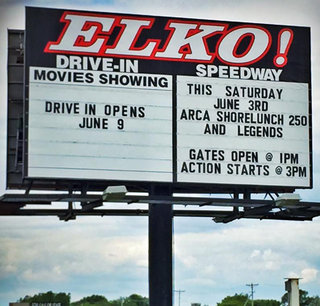 ELKO!
DRIVE-IN
MOVIES SHOWING
DRIVE IN OPENS
JUNE 9
SPEEDWAY
THIS SATURDAY
JUNE 3RD
ARCA SHORELUNCH 250
AND LEGENDS
GATES OPEN @ 1PM
ACTION STARTS @ 3PM